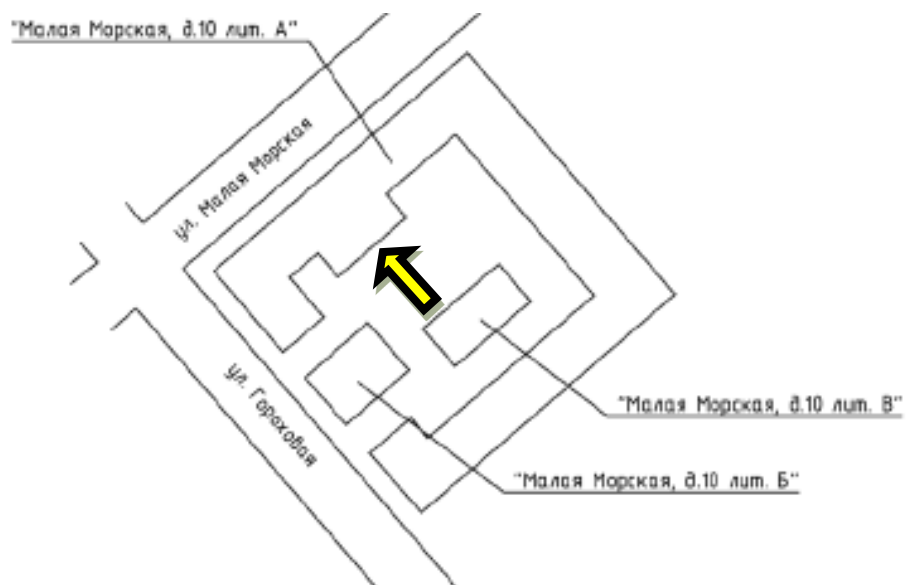 "Малая Морская, д.10 лит. А"
ул. Малая Морская
ул. Гороховая
"Малая Морская, д.10 лит. В"
"Малая Морская, д.10 лит. Б"